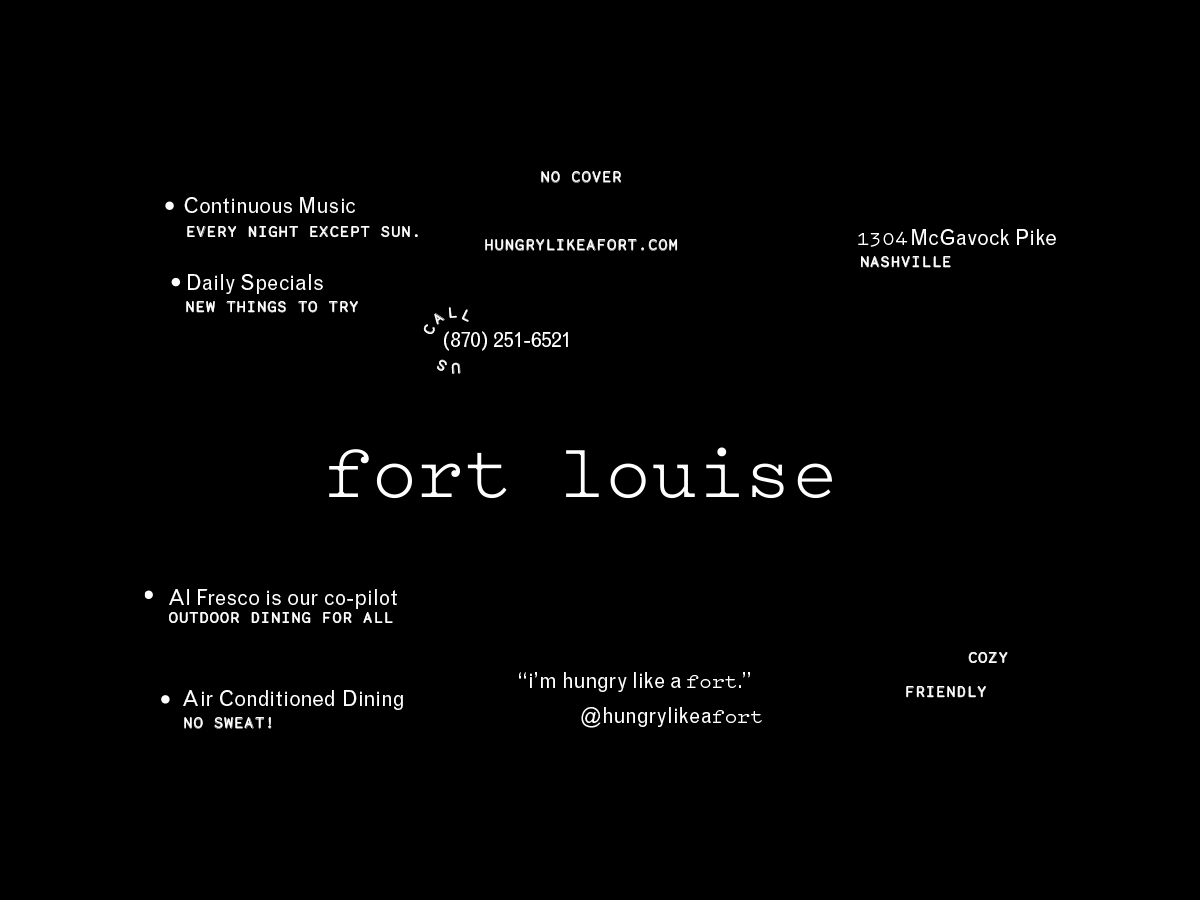 NO COVER
• Continuous Music
EVERY NIGHT EXCEPT SUN.
HUNGRYLIKEAFORT.COM
1304 McGavock Pike
NASHVILLE
• Daily Specials
NEW THINGS TO TRY
CALL
(870) 251-6521
US
fort louise
• Al Fresco is our co-pilot
OUTDOOR DINING FOR ALL
COZY
“i’m hungry like a fort.”
FRIENDLY
• Air Conditioned Dining
NO SWEAT!
@hungrylikeafort